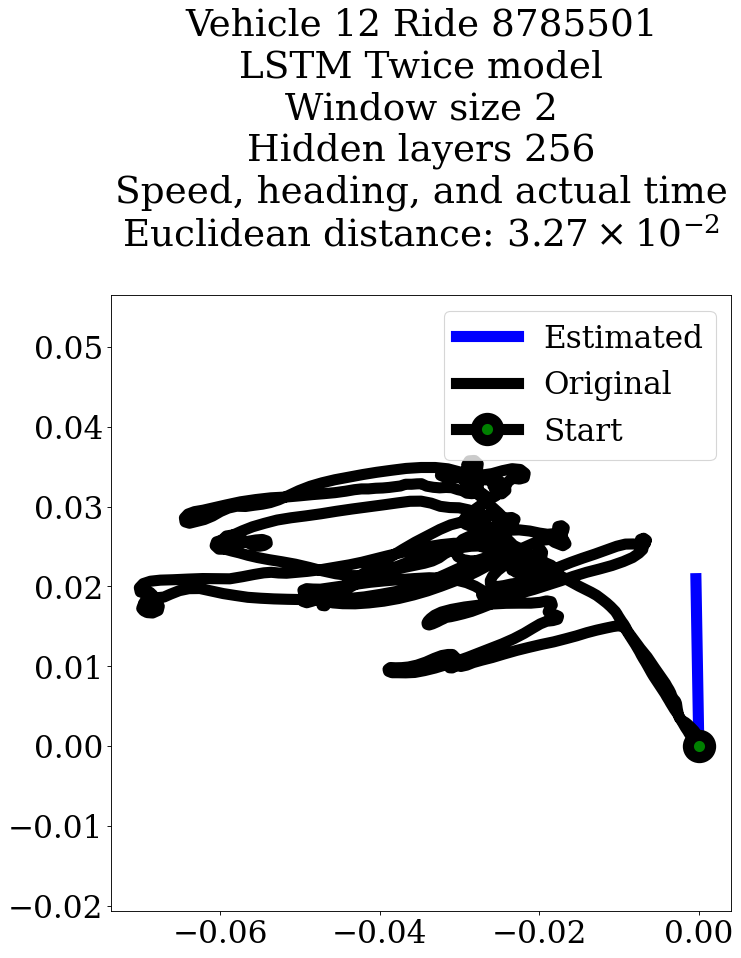 Vehicle 12 Ride 8785501
LSTM Twice model
Window size 2
Hidden layers 256
Speed, heading, and actual time
Euclidean distance: 3.27 × 10⁻²
Estimated
Original
Start
0.05
0.04
0.03
0.02
0.01
0.00
−0.01
−0.02
−0.06
−0.04
−0.02
0.00